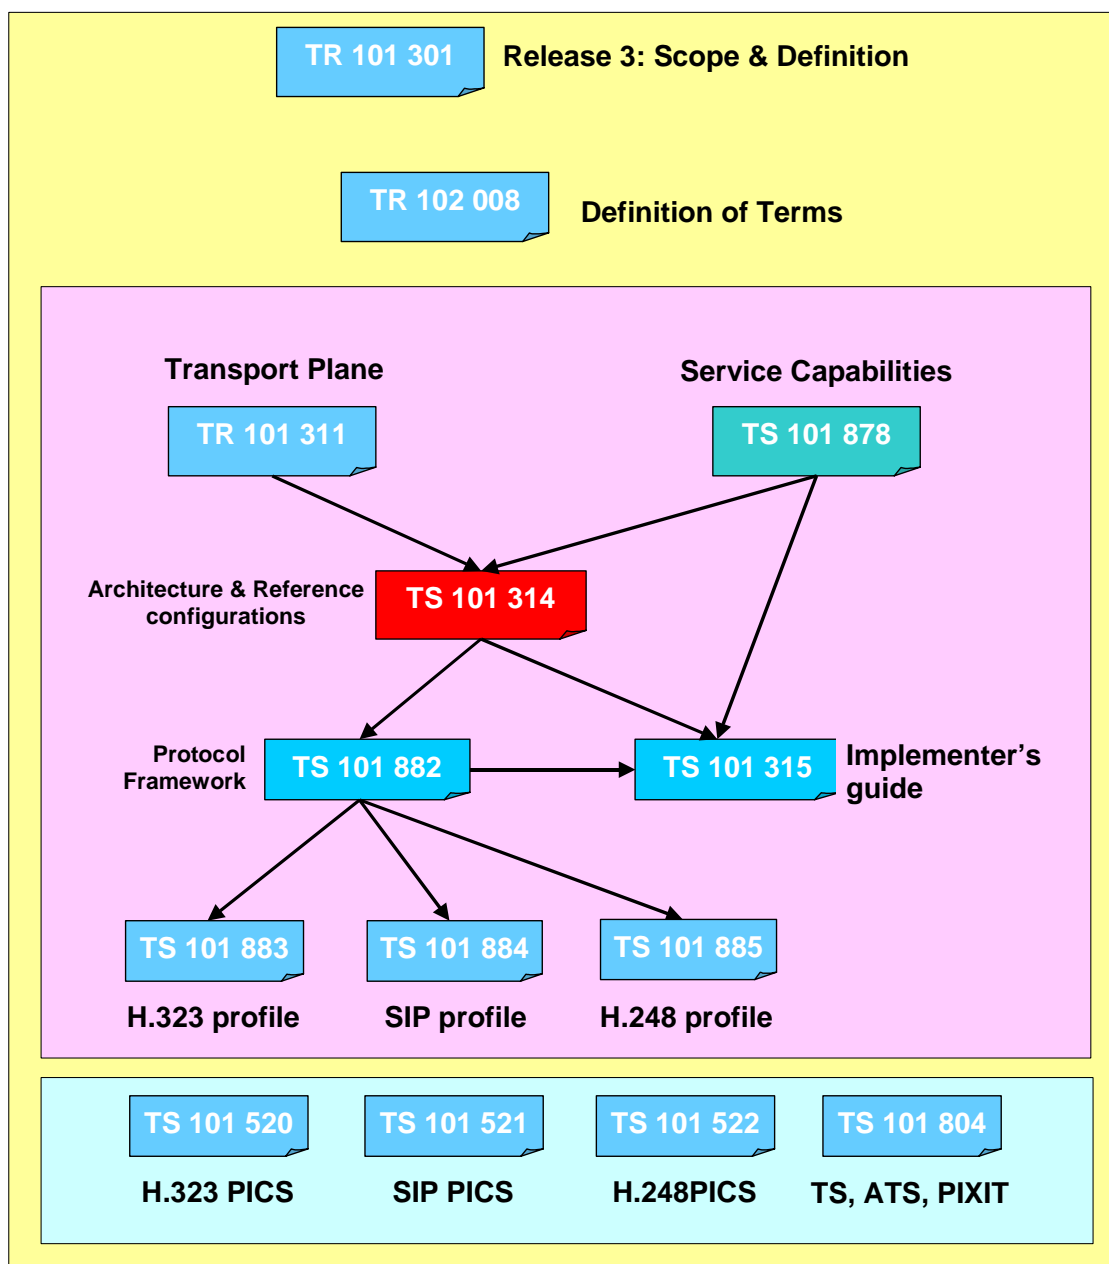 TR 101 301
Release 3: Scope & Definition
TR 102 008
Definition of Terms
Transport Plane
Service Capabilities
TR 101 311
TS 101 878
Architecture & Reference
configurations
TS 101 314
Protocol
Framework
TS 101 882
TS 101 315
Implementer’s
guide
TS 101 883
TS 101 884
TS 101 885
H.323 profile
SIP profile
H.248 profile
TS 101 520
TS 101 521
TS 101 522
TS 101 804
H.323 PICS
SIP PICS
H.248PICS
TS, ATS, PIXIT